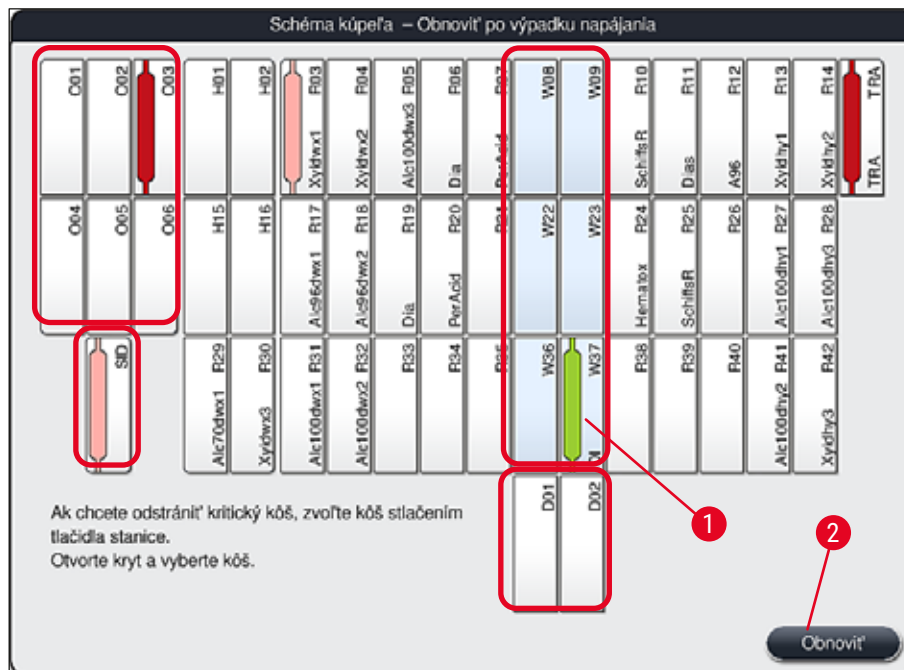 Schéma kúpeľa – Obnoviť po výpadku napájania
O01
O02
O03
H01
H02
R03 Xyldwx1
R04 Xyldwx2
R05 Alc100dwx3
R06 Dia
R07 PerAcid
W08
W09
R10 SchiffsR
R11 Dias
R12 A96
R13 Xyldhy1
R14 Xyldhy2
TRA TRA
O04
O05
O06
H15
H16
R17 Alc96dwx1
R18 Alc96dwx2
R19 Dia
R20 PerAcid
R21
W22
W23
R24 Hematox
R25 SchiffsR
R26
R27 Alc100dhy1
R28 Alc100dhy3
SID
R29 Alc70dwx1
R30 Xyldwx3
R31 Alc100dwx1
R32 Alc100dwx2
R33
R34
R35
W36
W37 DI
R38
R39
R40
R41 Alc100dhy2
R42 Xyldhy3
D01
D02
Ak chcete odstrániť kritický kôš, zvoľte kôš stlačením
tlačidla stanice.
Otvorte kryt a vyberte kôš.
1
2
Obnoviť